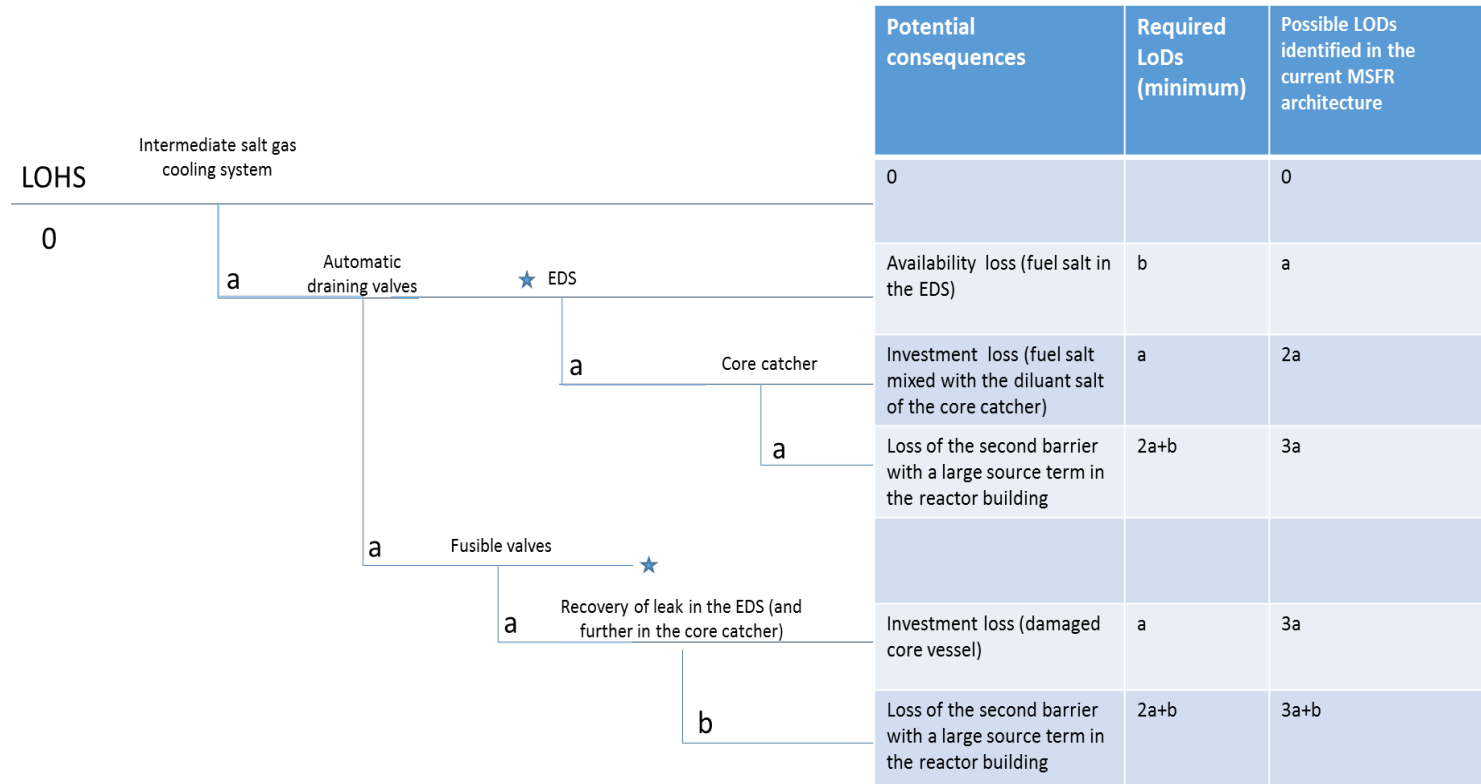 Potential
consequences
Required
LoDs
(minimum)
Possible LODs
identified in the
current MSFR
architecture
Intermediate salt gas
cooling system
LOHS
0
0
0
a
Automatic
draining valves
EDS
Availability loss (fuel salt in
the EDS)
b
a
a
Core catcher
Investment loss (fuel salt
mixed with the diluant salt
of the core catcher)
a
2a
a
Loss of the second barrier
with a large source term in
the reactor building
2a+b
3a
a
Fusible valves
a
Recovery of leak in the EDS (and
further in the core catcher)
Investment loss (damaged
core vessel)
a
3a
b
Loss of the second barrier
with a large source term in
the reactor building
2a+b
3a+b